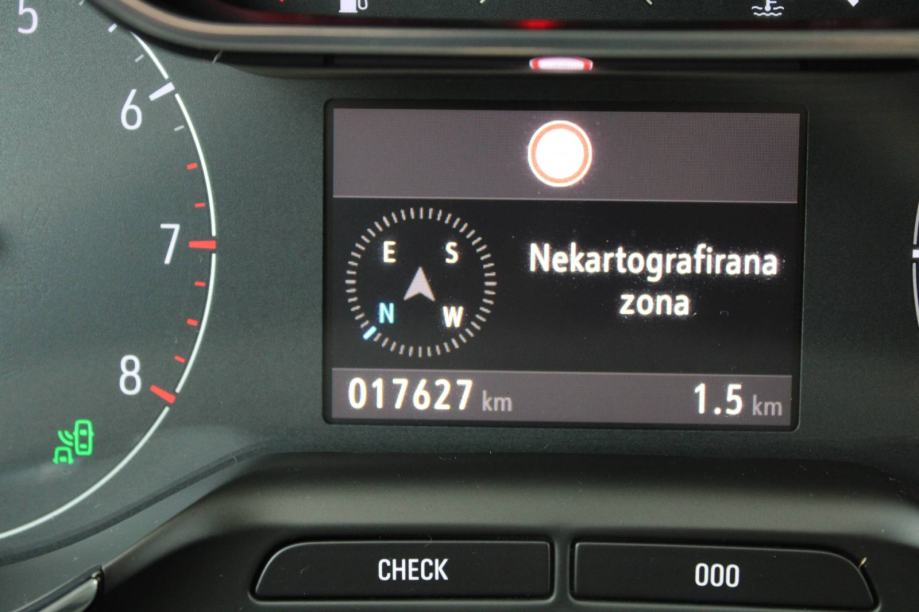 5
6
7
8
E S
N W
Nekartografirana
zona
017627 km
1.5 km
CHECK
000